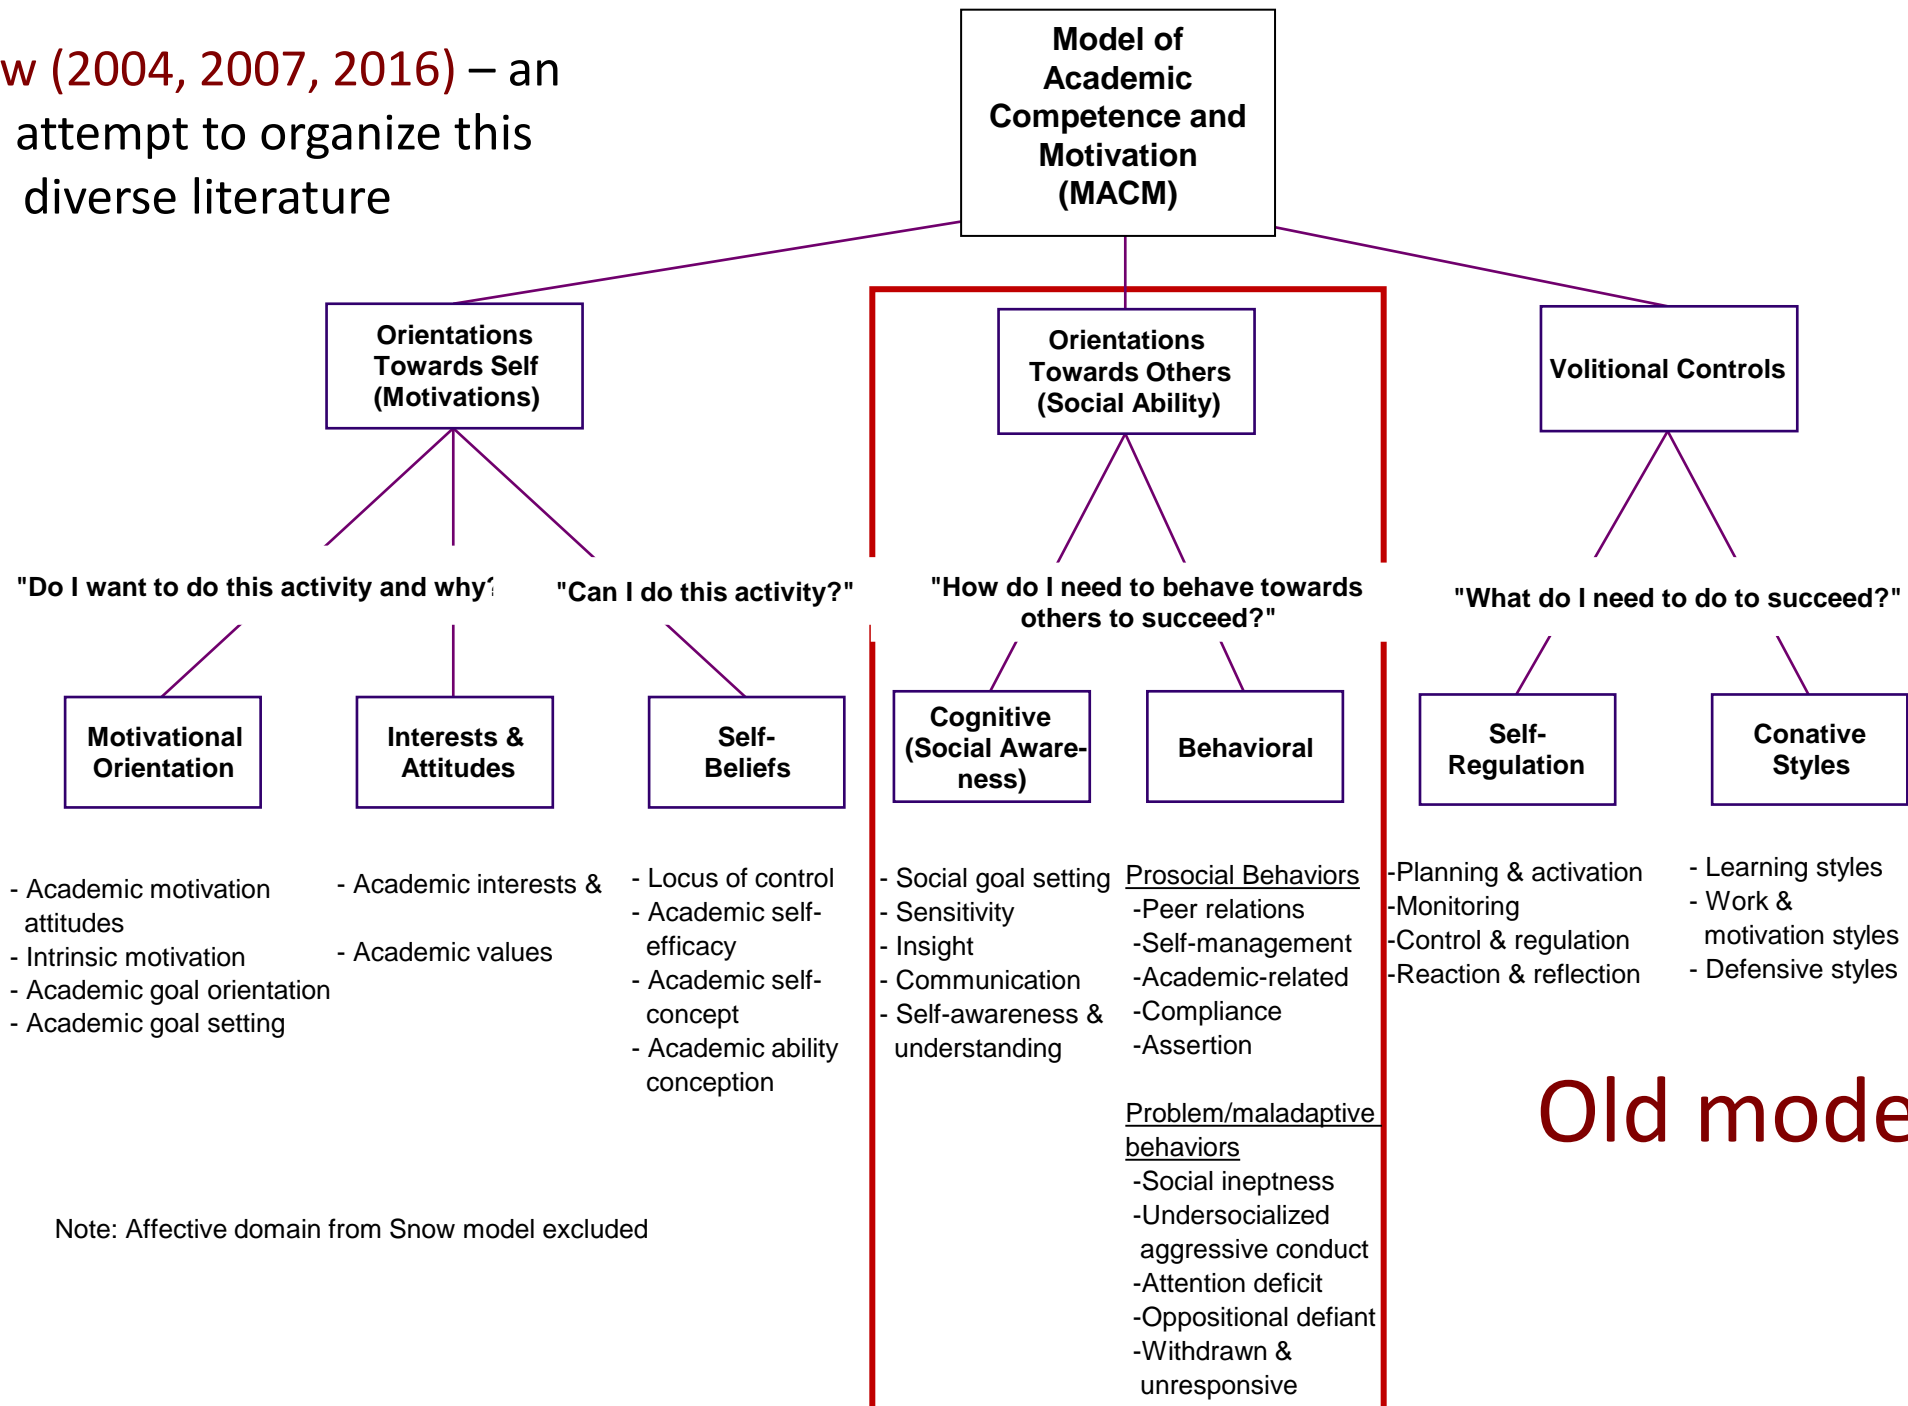 w (2004, 2007, 2016) – an
attempt to organize this
diverse literature
Model of
Academic
Competence and
Motivation
(MACM)
Orientations
Towards Self
(Motivations)
Orientations
Towards Others
(Social Ability)
Volitional Controls
"Do I want to do this activity and why?
"Can I do this activity?"
"How do I need to behave towards
others to succeed?"
"What do I need to do to succeed?"
Motivational
Orientation
Interests &
Attitudes
Self-
Beliefs
Cognitive
(Social Aware-
ness)
Behavioral
Self-
Regulation
Conative
Styles
- Academic motivation
attitudes
- Intrinsic motivation
- Academic goal orientation
- Academic goal setting
- Academic interests &
- Academic values
- Locus of control
- Academic self-
efficacy
- Academic self-
concept
- Academic ability
conception
- Social goal setting
- Sensitivity
- Insight
- Communication
- Self-awareness &
understanding
Prosocial Behaviors
-Peer relations
-Self-management
-Academic-related
-Compliance
-Assertion
Problem/maladaptive
behaviors
-Social ineptness
-Undersocialized
aggressive conduct
-Attention deficit
-Oppositional defiant
-Withdrawn &
unresponsive
-Planning & activation
-Monitoring
-Control & regulation
-Reaction & reflection
- Learning styles
- Work &
motivation styles
- Defensive styles
Old mode
Note: Affective domain from Snow model excluded